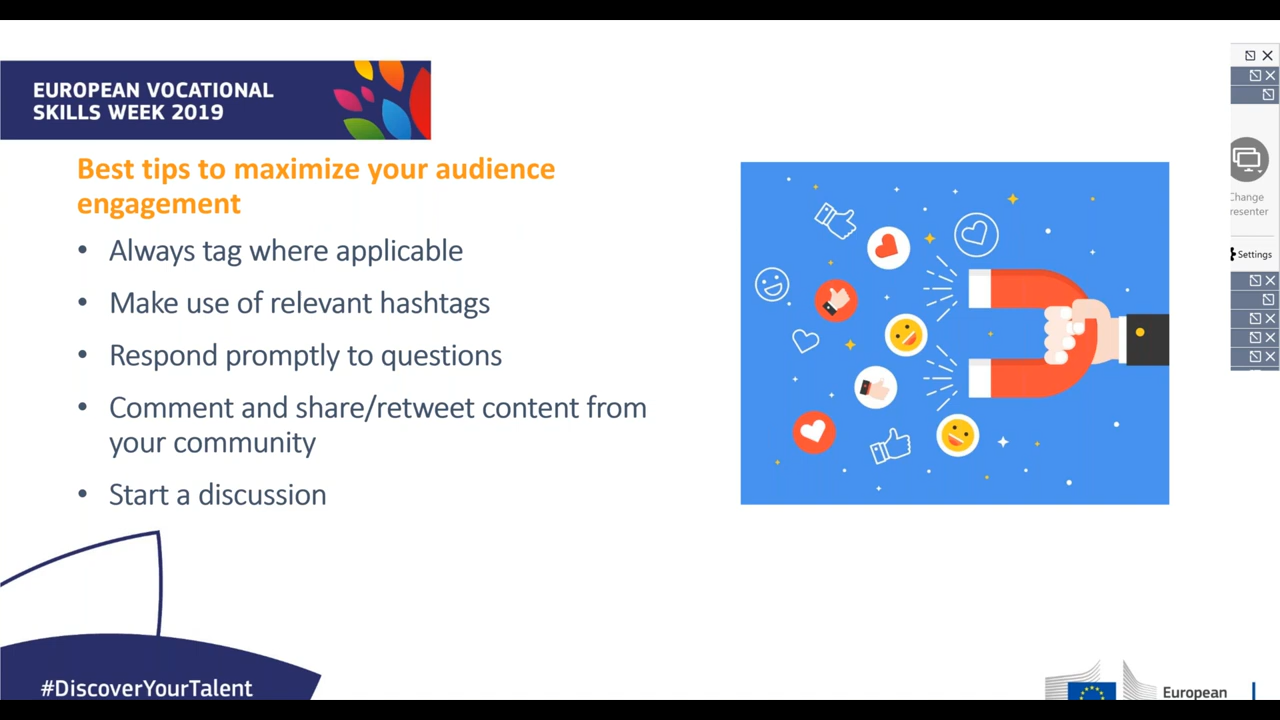 EUROPEAN VOCATIONAL
SKILLS WEEK 2019
Best tips to maximize your audience
engagement
• Always tag where applicable
• Make use of relevant hashtags
• Respond promptly to questions
• Comment and share/retweet content from
your community
• Start a discussion
Change
resenter
Settings
#DiscoverYourTalent
European